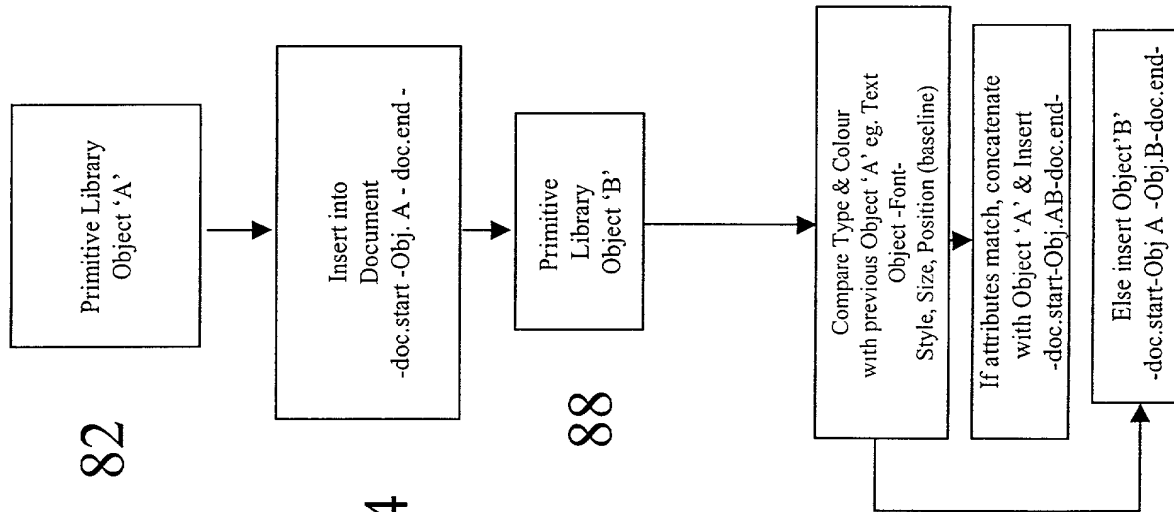 82
Primitive Library
Object 'A'
Insert into
Document
-doc.start -Obj. A - doc.end -
4
88
Primitive
Library
Object 'B'
Compare Type & Colour
with previous Object 'A' eg. Text
Object -Font-
Style, Size, Position (baseline)
If attributes match, concatenate
with Object 'A' & Insert
-doc.start-Obj.AB-doc.end-
Else insert Object'B'
-doc.start-Obj A -Obj.B-doc.end-